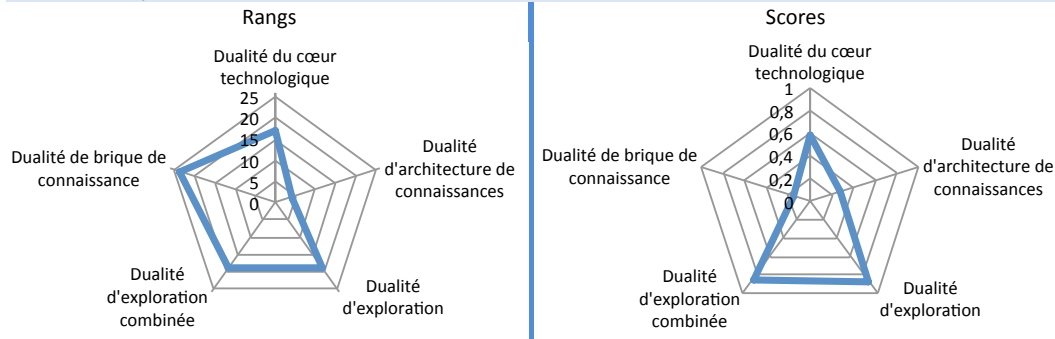 Rangs
Dualité du cœur
technologique
25
20
15
10
5
0
Dualité
d'architecture de
connaissances
Dualité
d'exploration
Dualité
d'exploration
combinée
Dualité de brique de
connaissance
Scores
Dualité du cœur
technologique
1
0,8
0,6
0,4
0,2
0
Dualité
d'architecture de
connaissances
Dualité
d'exploration
Dualité
d'exploration
combinée
Dualité de brique de
connaissance